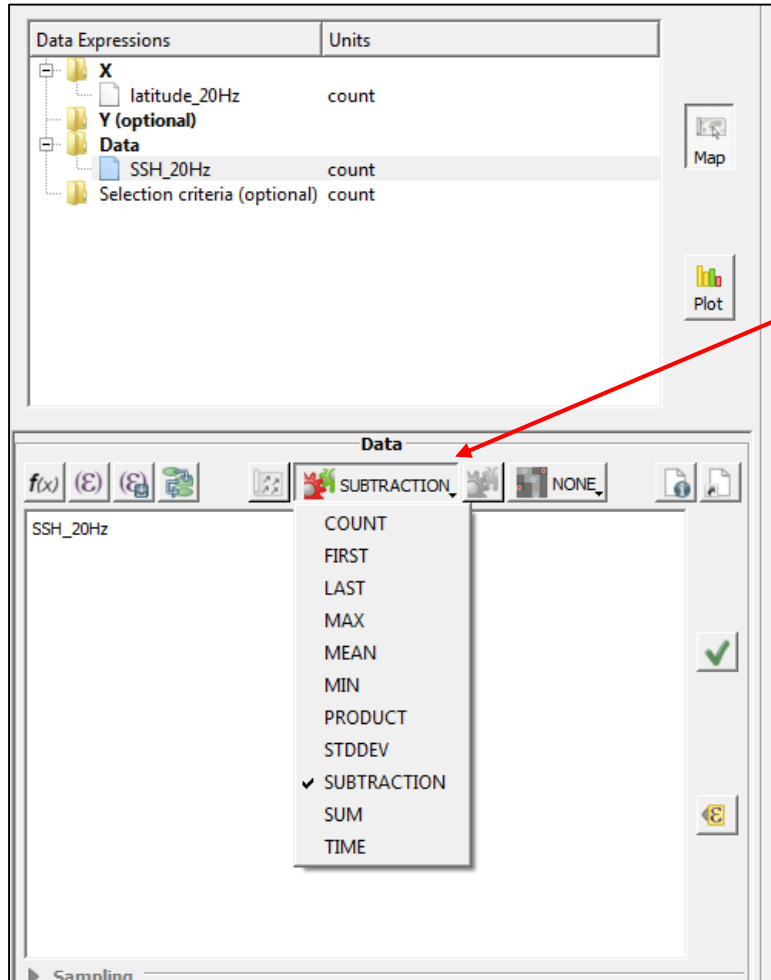 Data Expressions Units
X
latitude_20Hz count
Y (optional)
Data
SSH_20Hz count
Selection criteria (optional) count
Map
Plot
Data
f(x) (ε) (ε) SUBTRACTION NONE
SSH_20Hz
COUNT
FIRST
LAST
MAX
MEAN
MIN
PRODUCT
STDDEV
SUBTRACTION
SUM
TIME
ε
Sampling